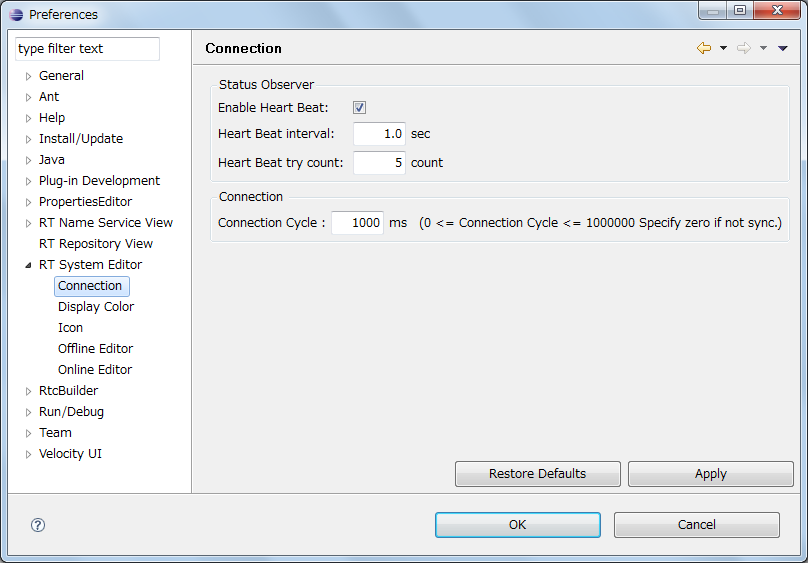 Preferences
type filter text
General
Ant
Help
Install/Update
Java
Plug-in Development
PropertiesEditor
RT Name Service View
RT Repository View
RT System Editor
Connection
Display Color
Icon
Offline Editor
Online Editor
RtcBuilder
Run/Debug
Team
Velocity UI
Connection
Status Observer
Enable Heart Beat:
Heart Beat interval: 1.0 sec
Heart Beat try count: 5 count
Connection
Connection Cycle : 1000 ms (0 <= Connection Cycle <= 1000000 Specify zero if not sync.)
Restore Defaults Apply
OK Cancel